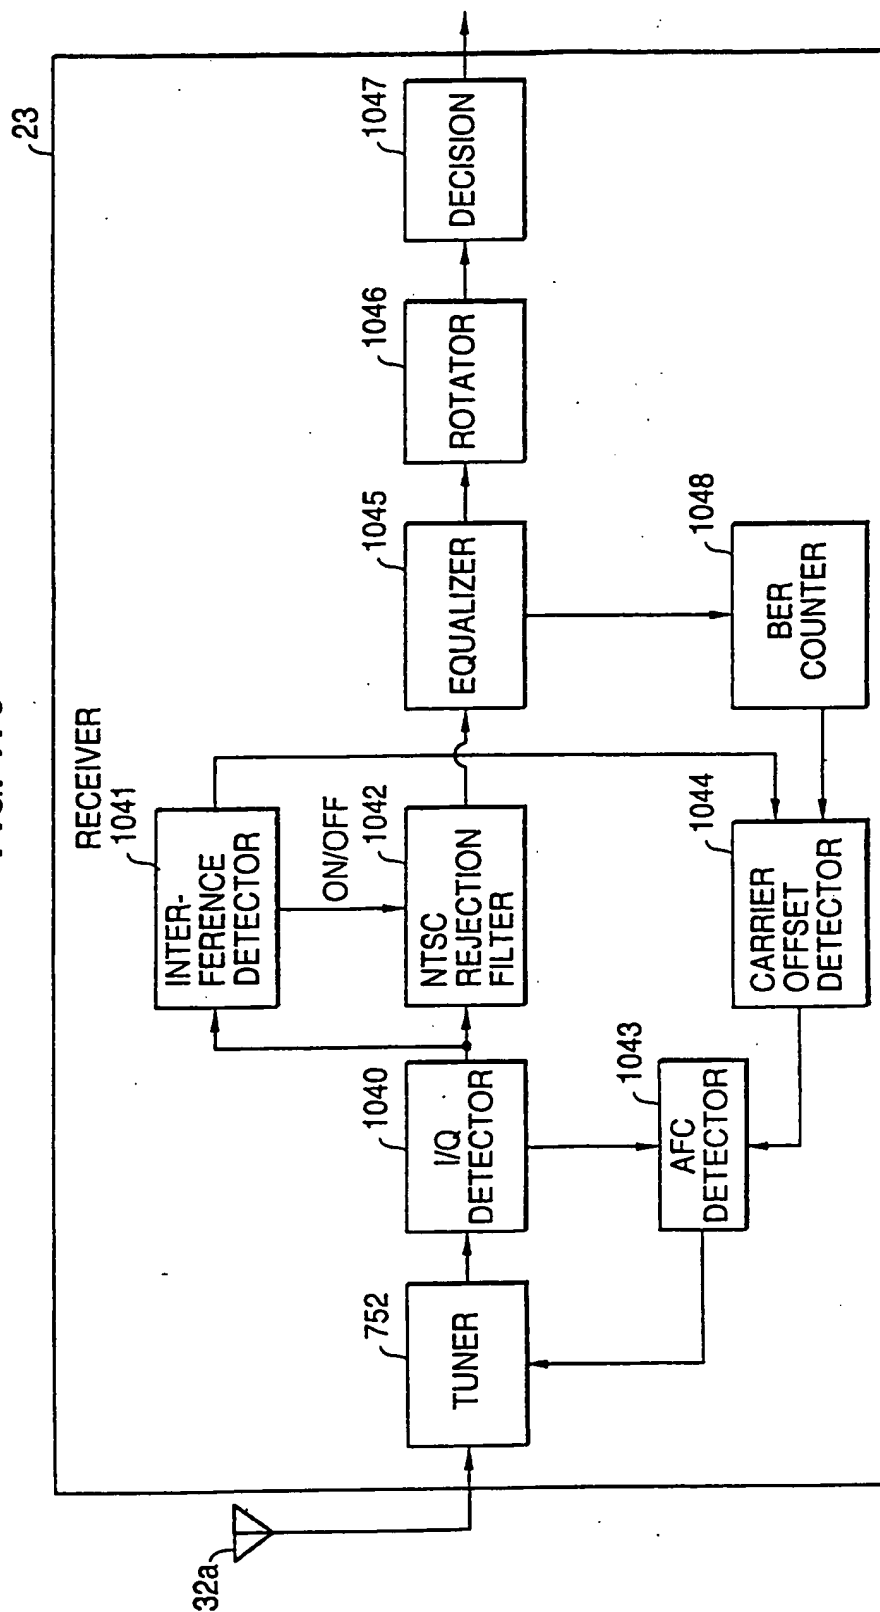 23
RECEIVER
1041
INTER-
FERENCE
DETECTOR
ON/OFF
32a
752
TUNER
1040
I/Q
DETECTOR
1042
NTSC
REJECTION
FILTER
1045
EQUALIZER
1046
ROTATOR
1047
DECISION
1043
AFC
DETECTOR
1044
CARRIER
OFFSET
DETECTOR
1048
BER
COUNTER